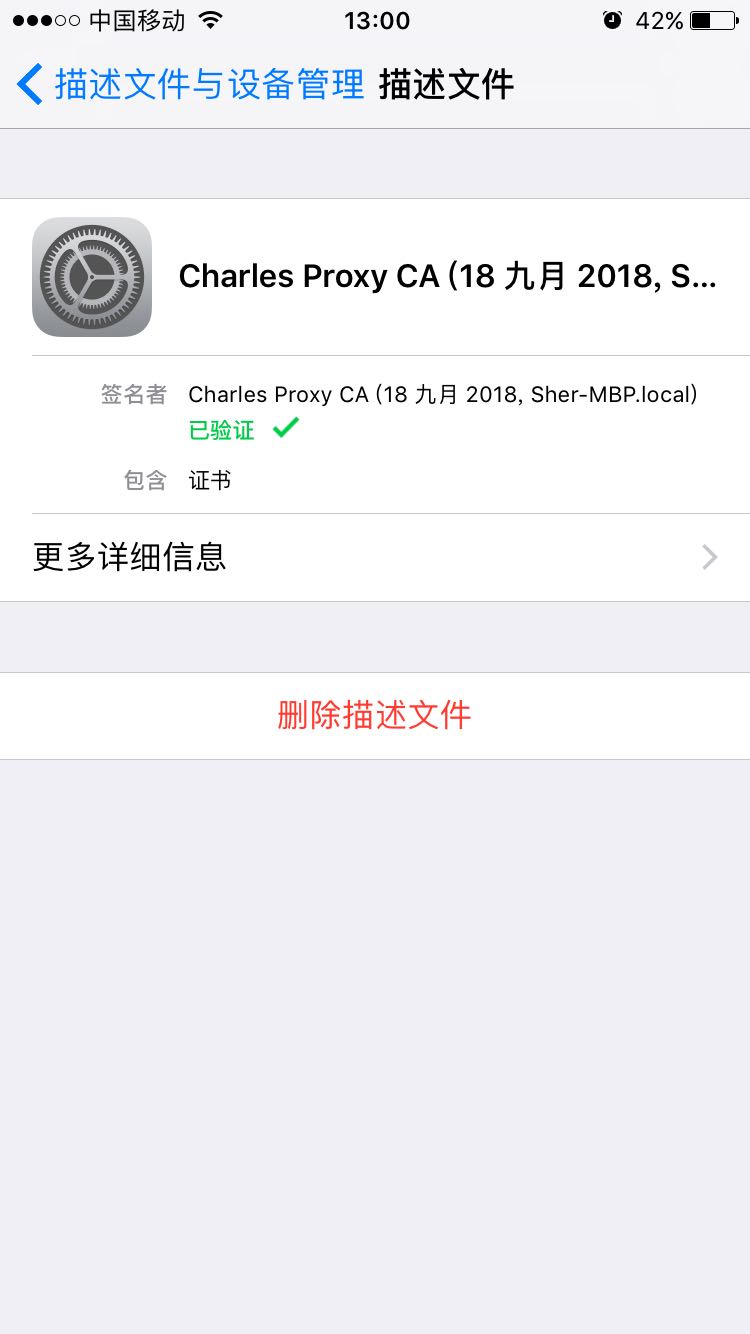 中国移动 13:00 42%
描述文件与设备管理 描述文件
Charles Proxy CA (18 九月 2018, S...
签名者 Charles Proxy CA (18 九月 2018, Sher-MBP.local)
已验证
包含 证书
更多详细信息
删除描述文件